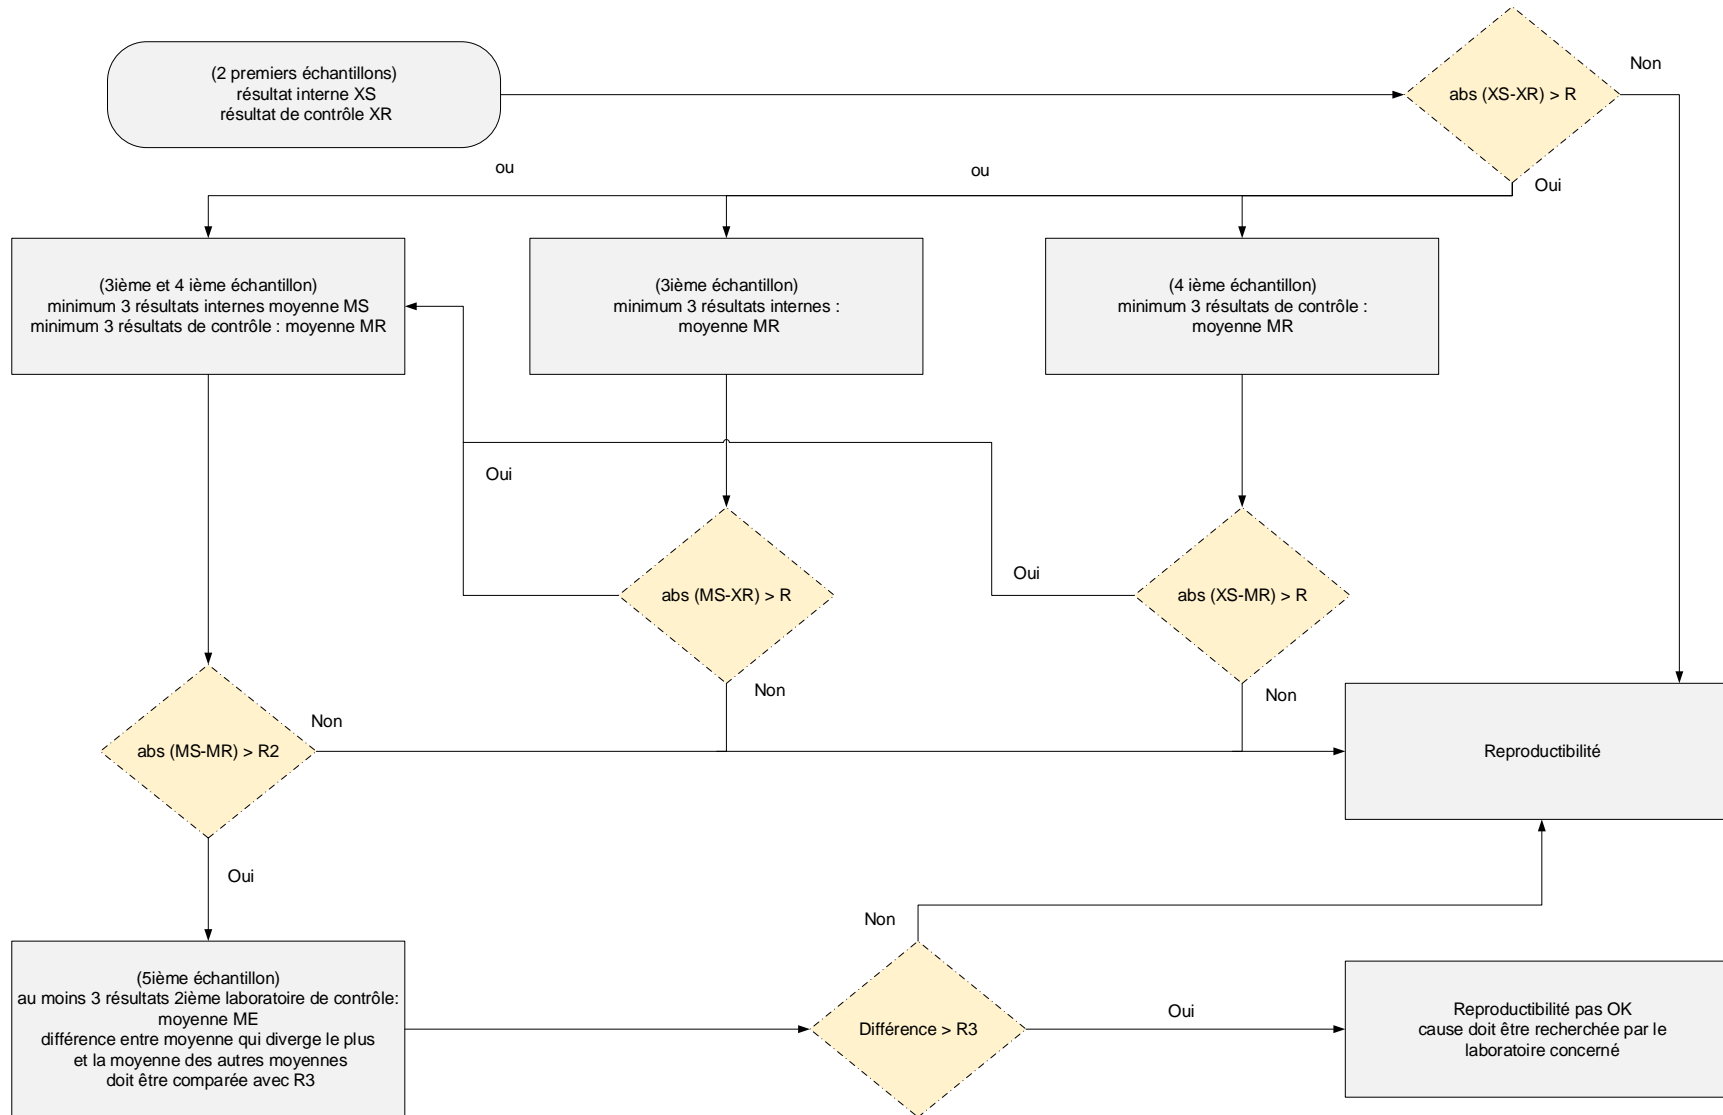 (2 premiers échantillons)
résultat interne XS
résultat de contrôle XR
abs (XS-XR) > R
Non
Oui
ou
ou
(3ième et 4 ième échantillon)
minimum 3 résultats internes moyenne MS
minimum 3 résultats de contrôle : moyenne MR
(3ième échantillon)
minimum 3 résultats internes :
moyenne MR
(4 ième échantillon)
minimum 3 résultats de contrôle :
moyenne MR
Oui
abs (MS-XR) > R
Oui
abs (XS-MR) > R
Non
Non
abs (MS-MR) > R2
Non
Reproductibilité
Oui
(5ième échantillon)
au moins 3 résultats 2ième laboratoire de contrôle:
moyenne ME
différence entre moyenne qui diverge le plus
et la moyenne des autres moyennes
doit être comparée avec R3
Non
Différence > R3
Oui
Reproductibilité pas OK
cause doit être recherchée par le
laboratoire concerné